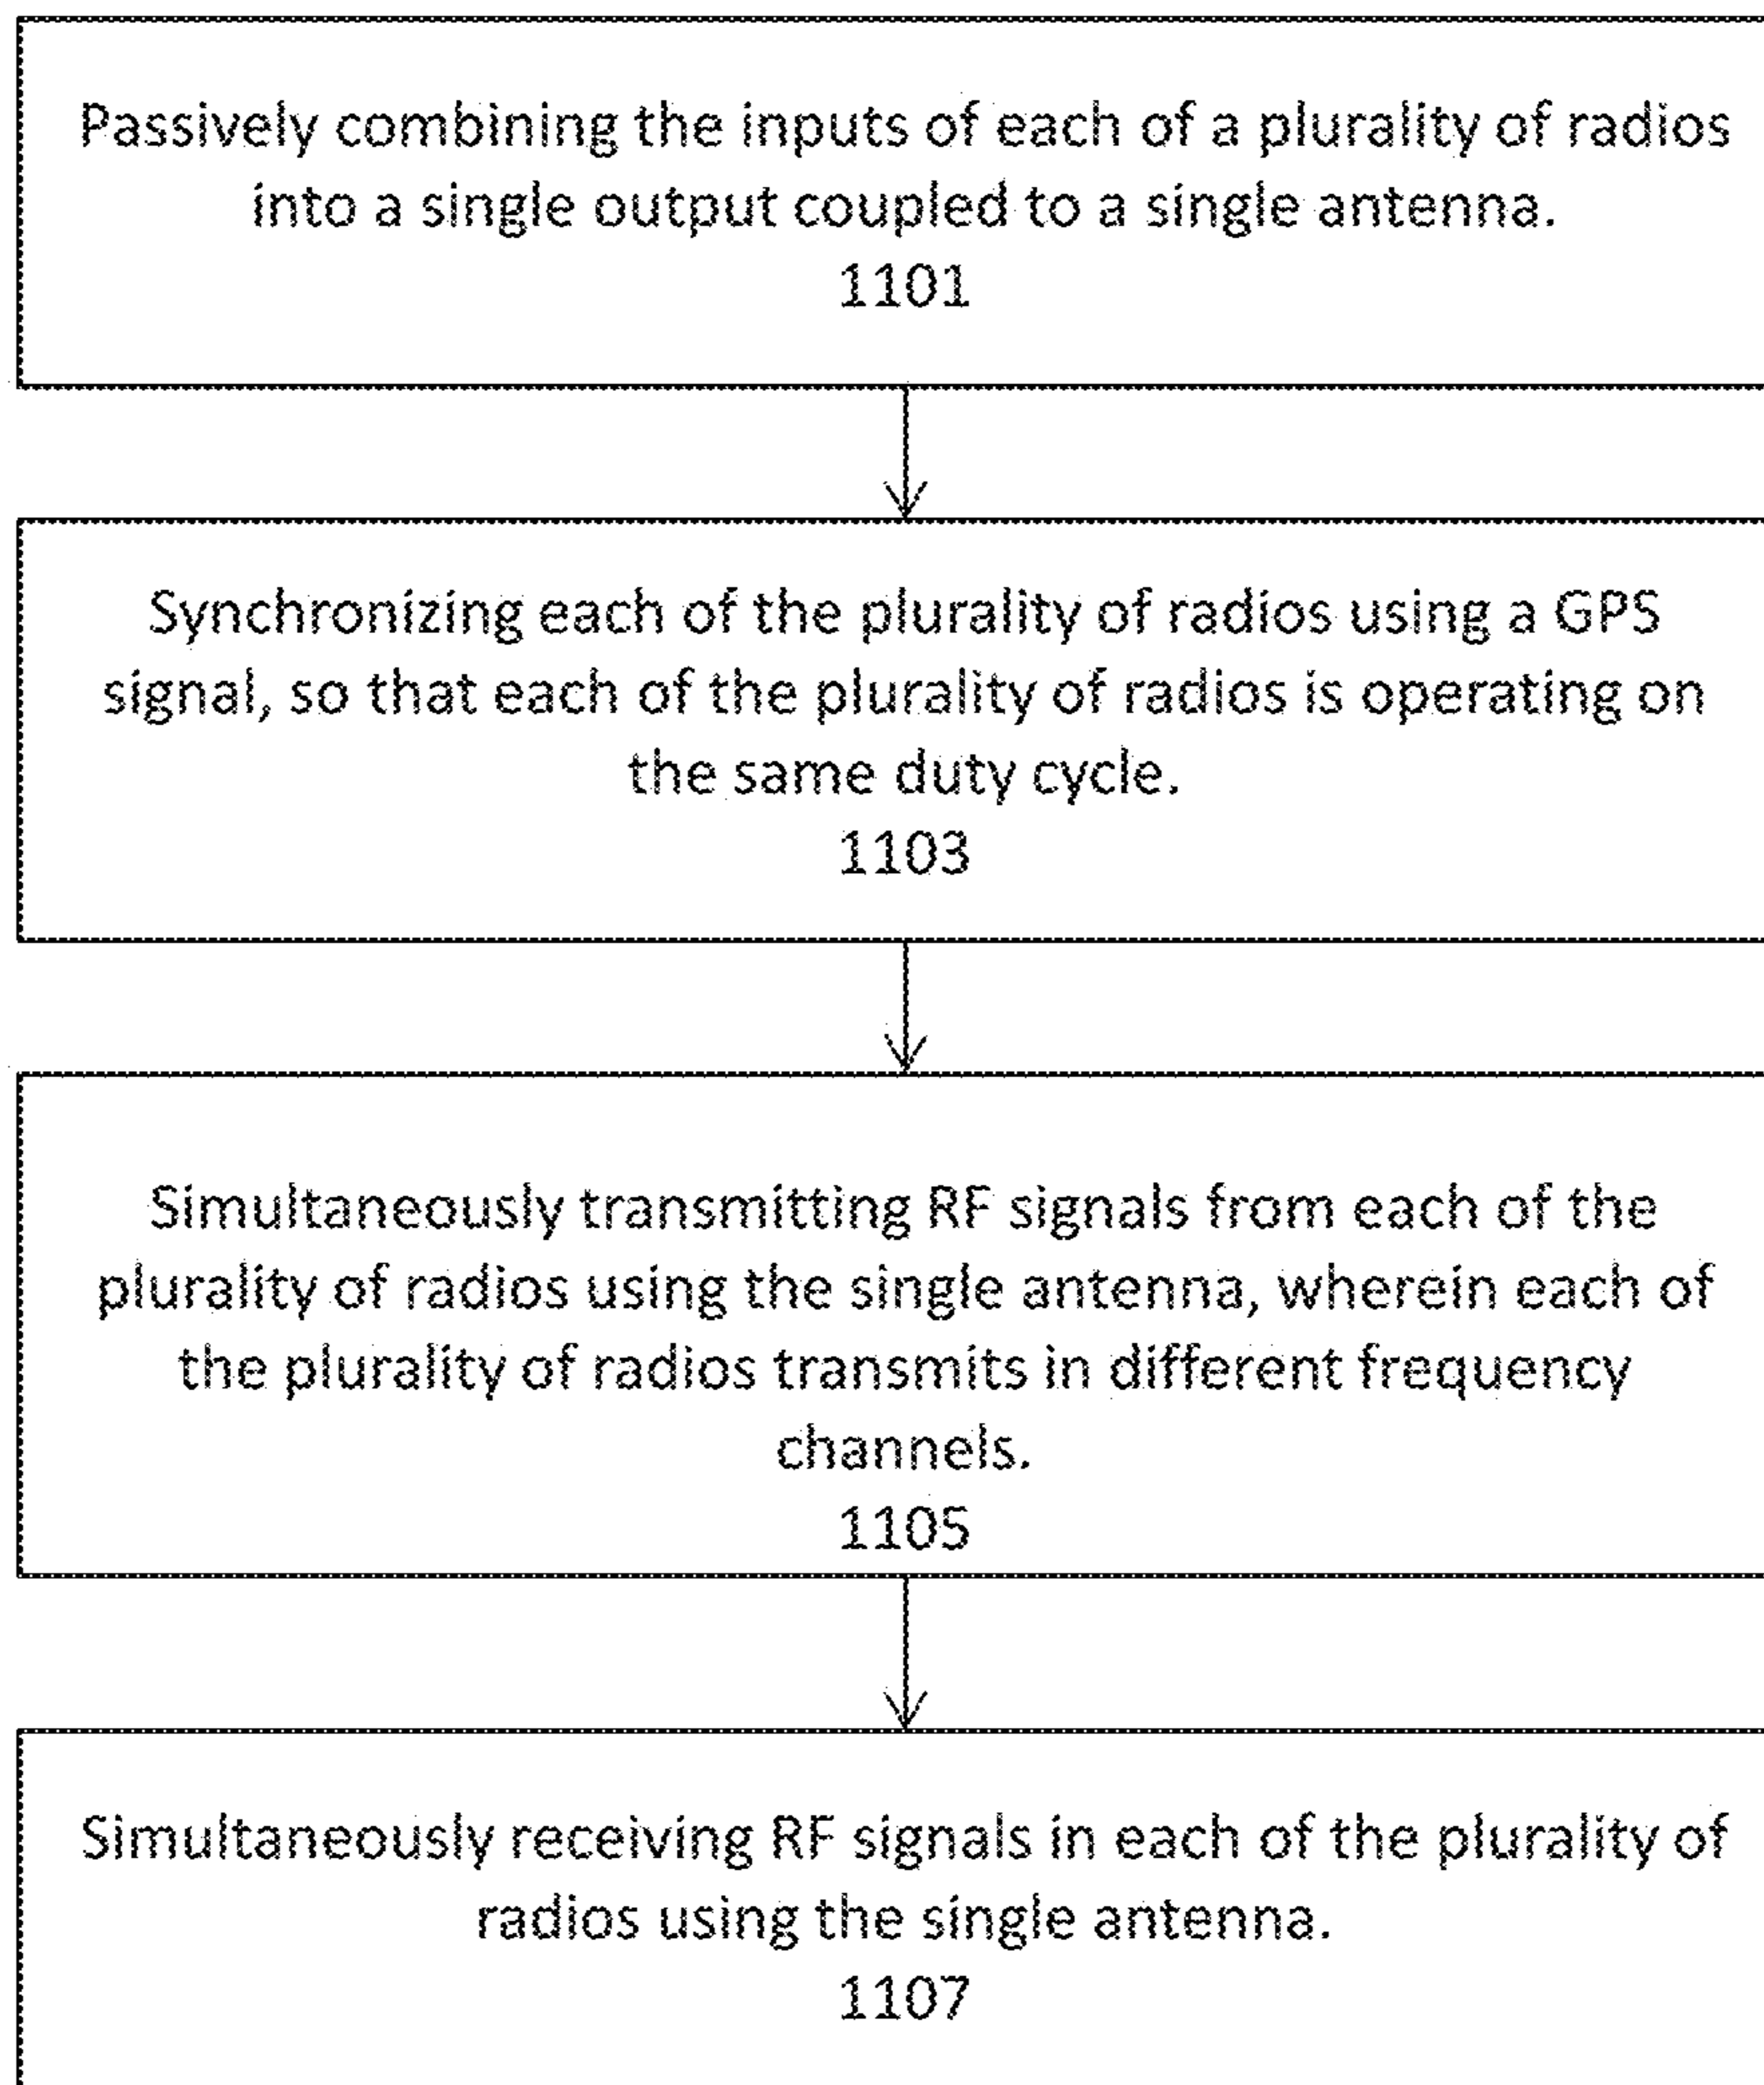 Passively combining the inputs of each of a plurality of radios
into a single output coupled to a single antenna.
1101
Synchronizing each of the plurality of radios using a GPS
signal, so that each of the plurality of radios is operating on
the same duty cycle.
1103
Simultaneously transmitting RF signals from each of the
plurality of radios using the single antenna, wherein each of
the plurality of radios transmits in different frequency
channels.
1105
Simultaneously receiving RF signals in each of the plurality of
radios using the single antenna.
1107